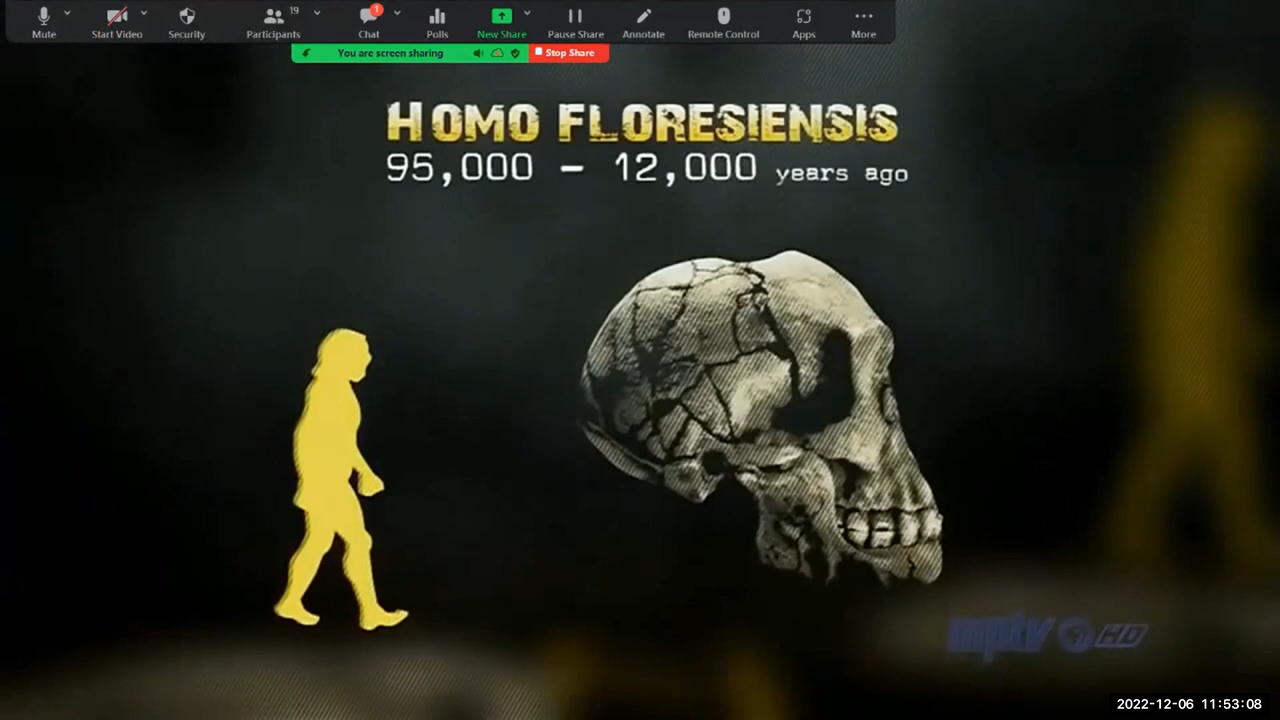 19
1
Mute
Start Video
Security
Participants
Chat
Polls
New Share
Pause Share
Annotate
Remote Control
Apps
More
You are screen sharing
Stop Share
HOMO FLORESIENSIS
95,000 – 12,000 years ago
mptv HD
2022-12-06 11:53:08